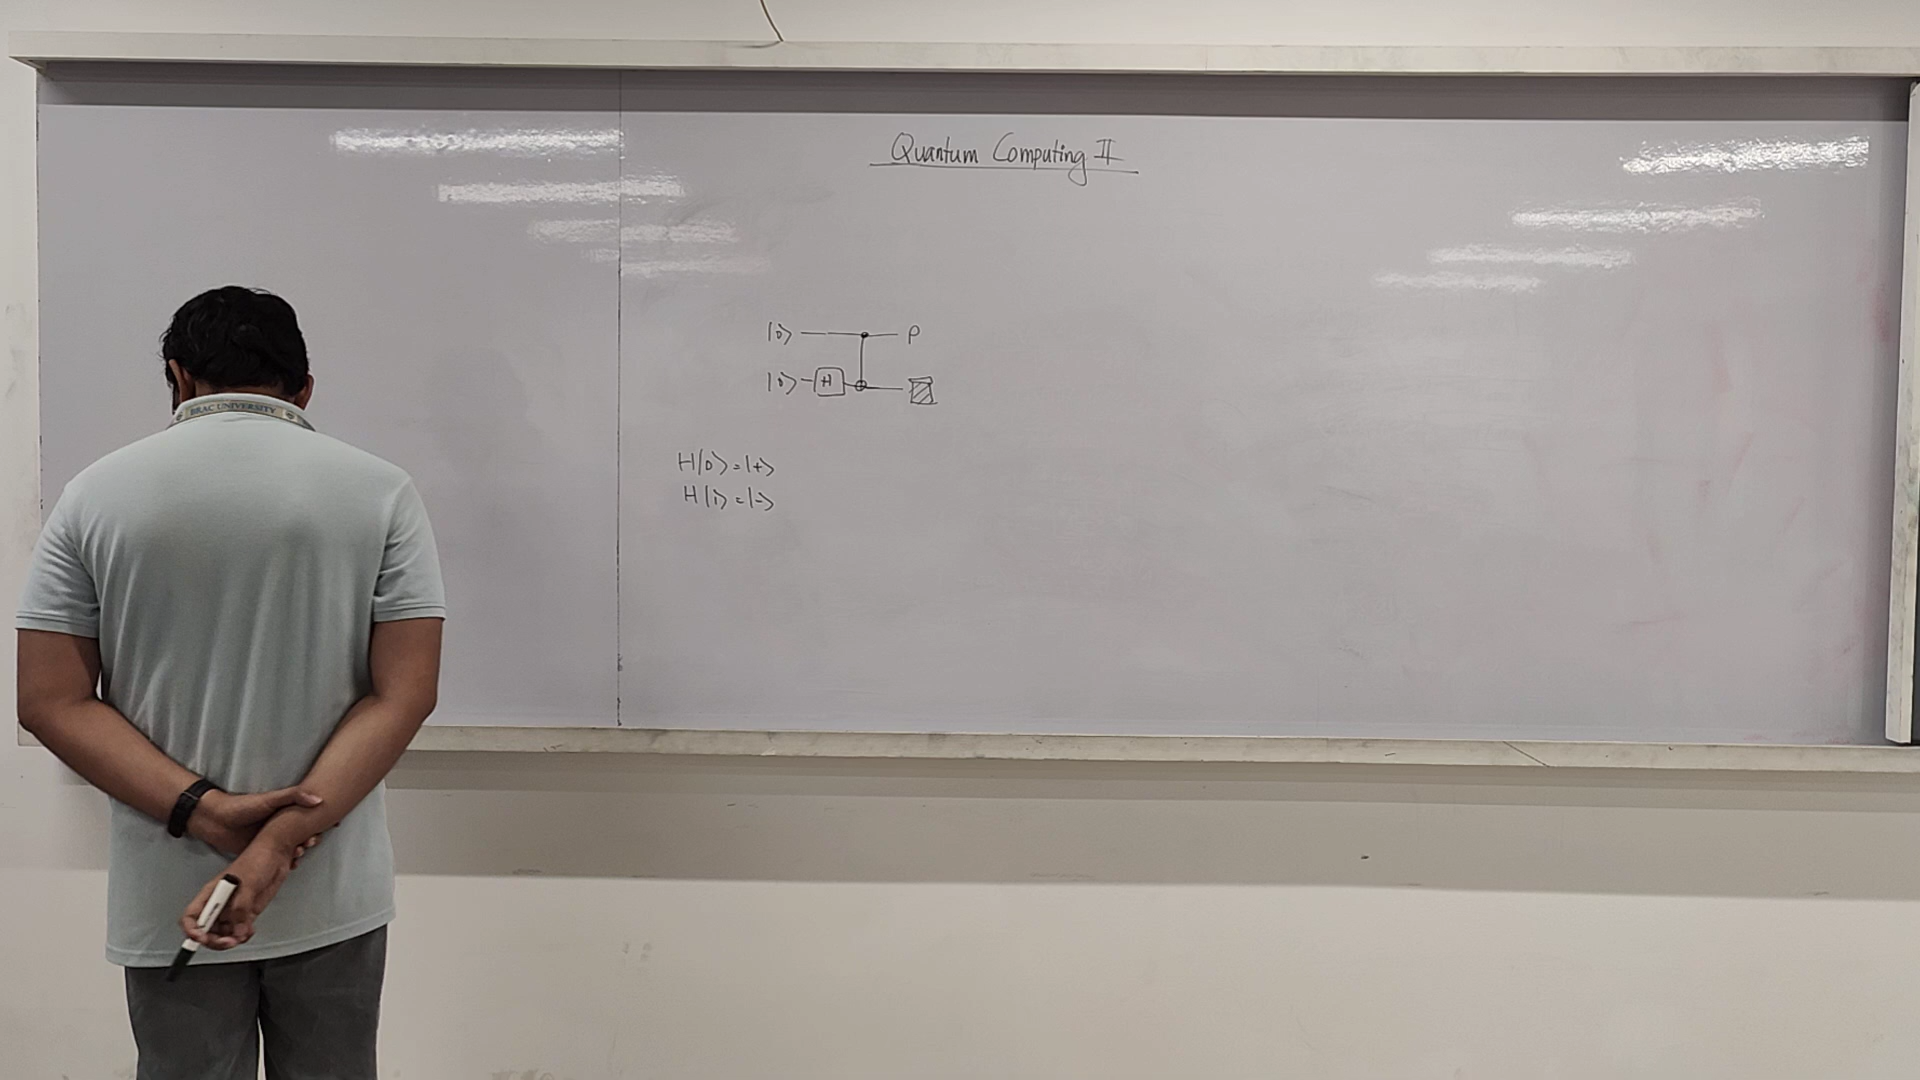 Quantum Computing II
|0⟩ ρ
|0⟩ H
H|0⟩=|+⟩
H|1⟩=|-⟩
BRAC UNIVERSITY